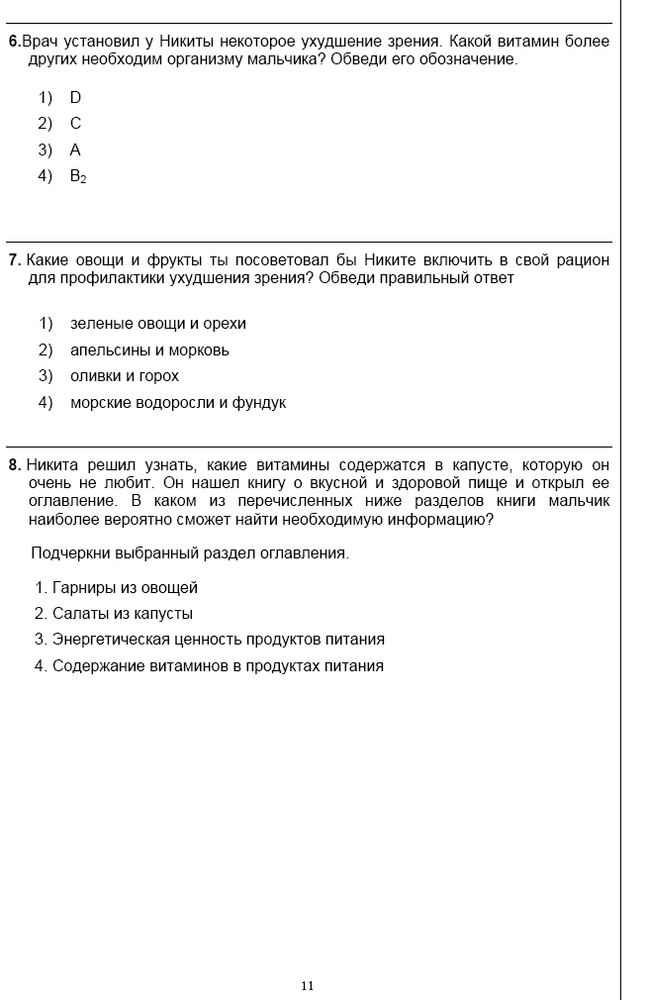 6.Врач установил у Никиты некоторое ухудшение зрения. Какой витамин более
других необходим организму мальчика? Обведи его обозначение.
1) D
2) C
3) A
4) B₂
7. Какие овощи и фрукты ты посоветовал бы Никите включить в свой рацион
для профилактики ухудшения зрения? Обведи правильный ответ
1) зеленые овощи и орехи
2) апельсины и морковь
3) оливки и горох
4) морские водоросли и фундук
8. Никита решил узнать, какие витамины содержатся в капусте, которую он
очень не любит. Он нашел книгу о вкусной и здоровой пище и открыл ее
оглавление. В каком из перечисленных ниже разделов книги мальчик
наиболее вероятно сможет найти необходимую информацию?
Подчеркни выбранный раздел оглавления.
1. Гарниры из овощей
2. Салаты из капусты
3. Энергетическая ценность продуктов питания
4. Содержание витаминов в продуктах питания
11